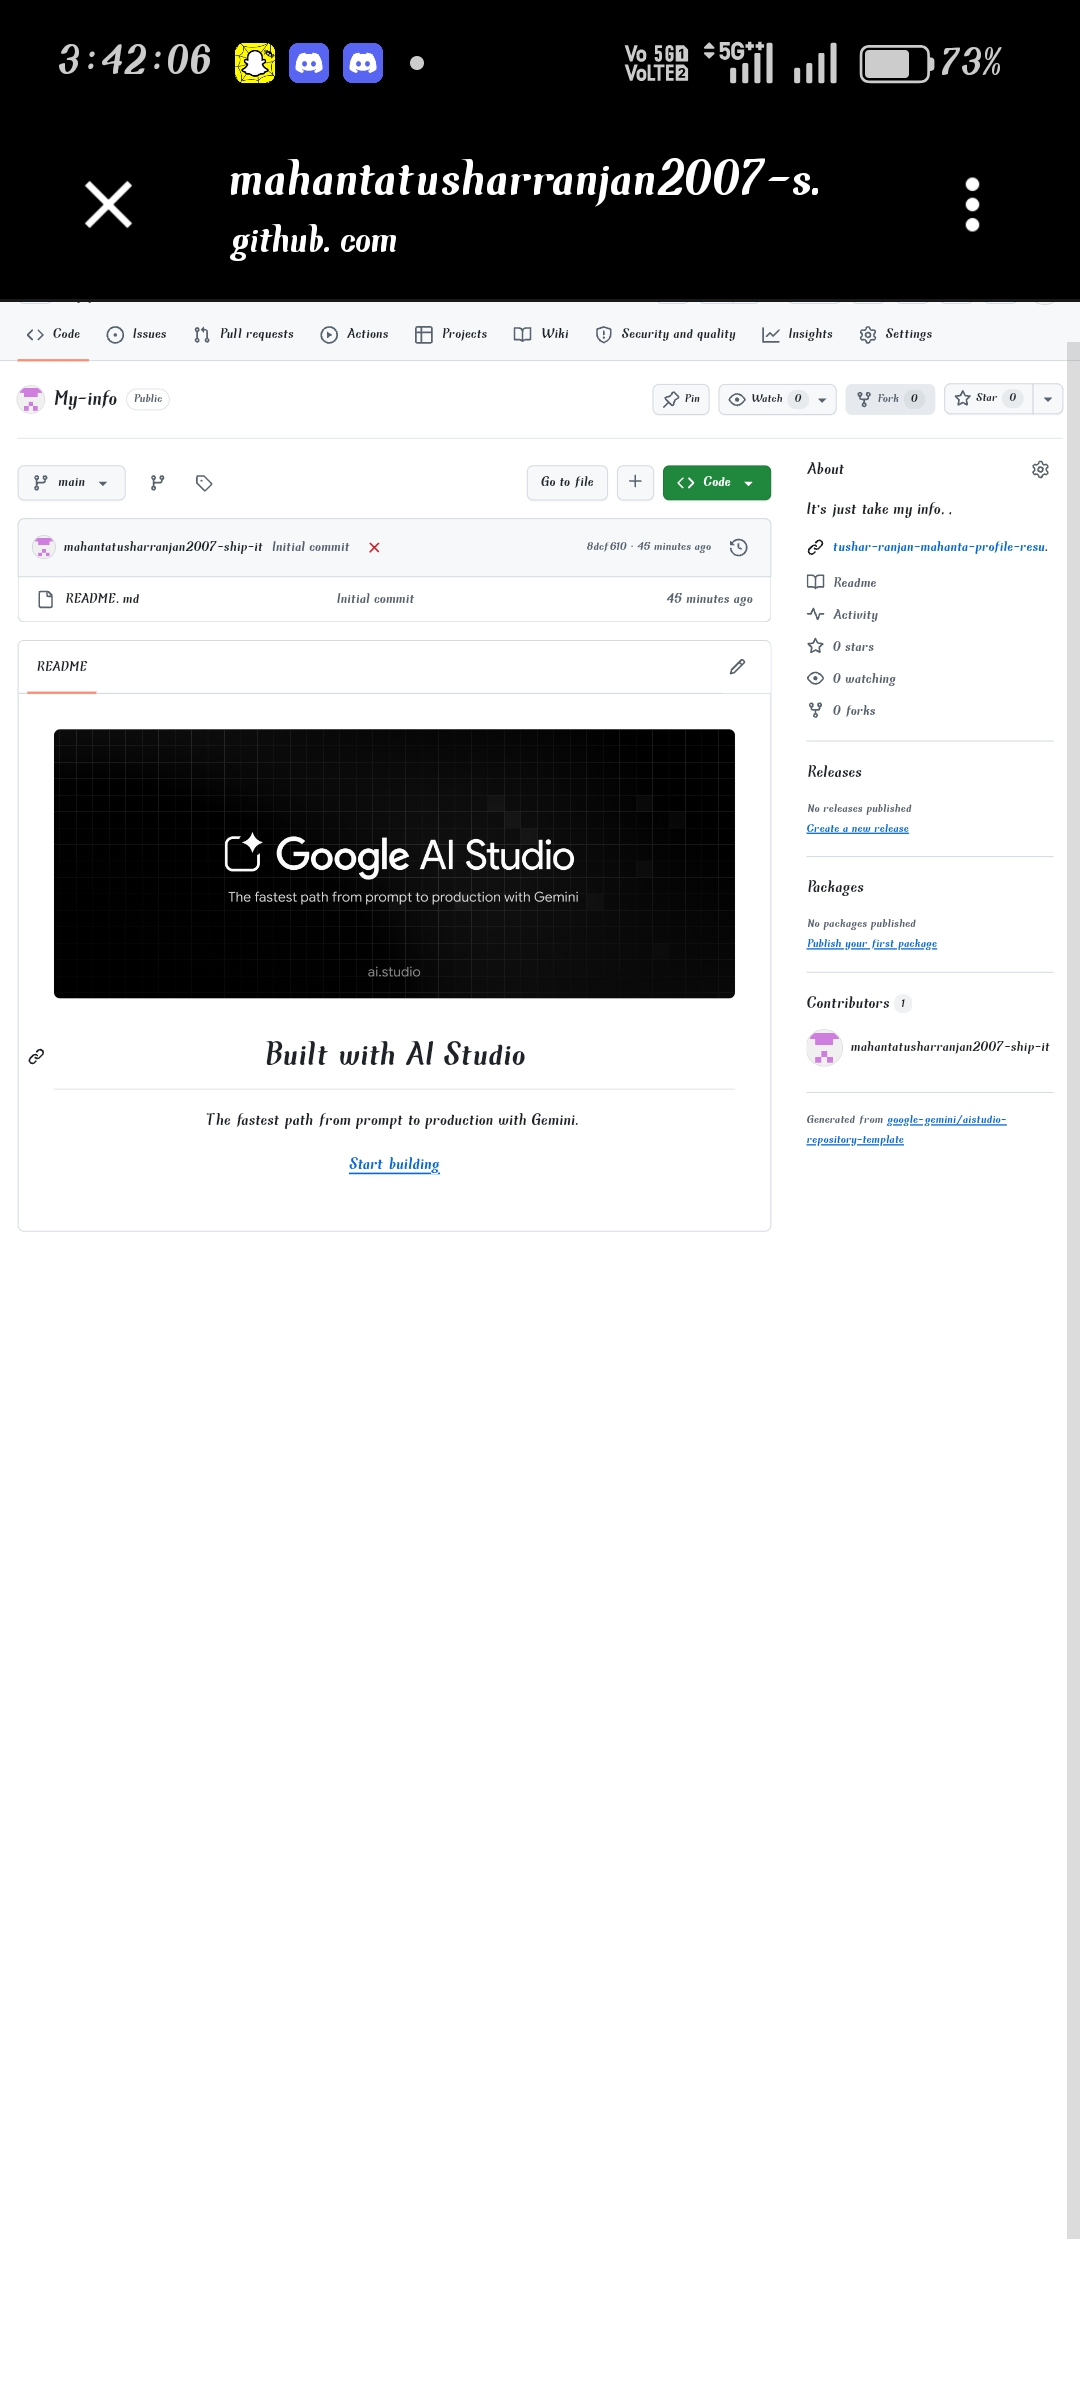 3:42:06
Vo 5G 1
VoLTE 2
5G++
73%
mahantatusharranjan2007-s.
github. com
Code
Issues
Pull requests
Actions
Projects
Wiki
Security and quality
Insights
Settings
My-info
Public
Pin
Watch 0
Fork 0
Star 0
main
Go to file
Code
mahantatusharranjan2007-ship-it Initial commit
8dcf610 · 45 minutes ago
README. md
Initial commit
45 minutes ago
README
Google AI Studio
The fastest path from prompt to production with Gemini
ai.studio
Built with AI Studio
The fastest path from prompt to production with Gemini.
Start building
About
It's just take my info. .
tushar-ranjan-mahanta-profile-resu.
Readme
Activity
0 stars
0 watching
0 forks
Releases
No releases published
Create a new release
Packages
No packages published
Publish your first package
Contributors 1
mahantatusharranjan2007-ship-it
Generated from google-gemini/aistudio-
repository-template